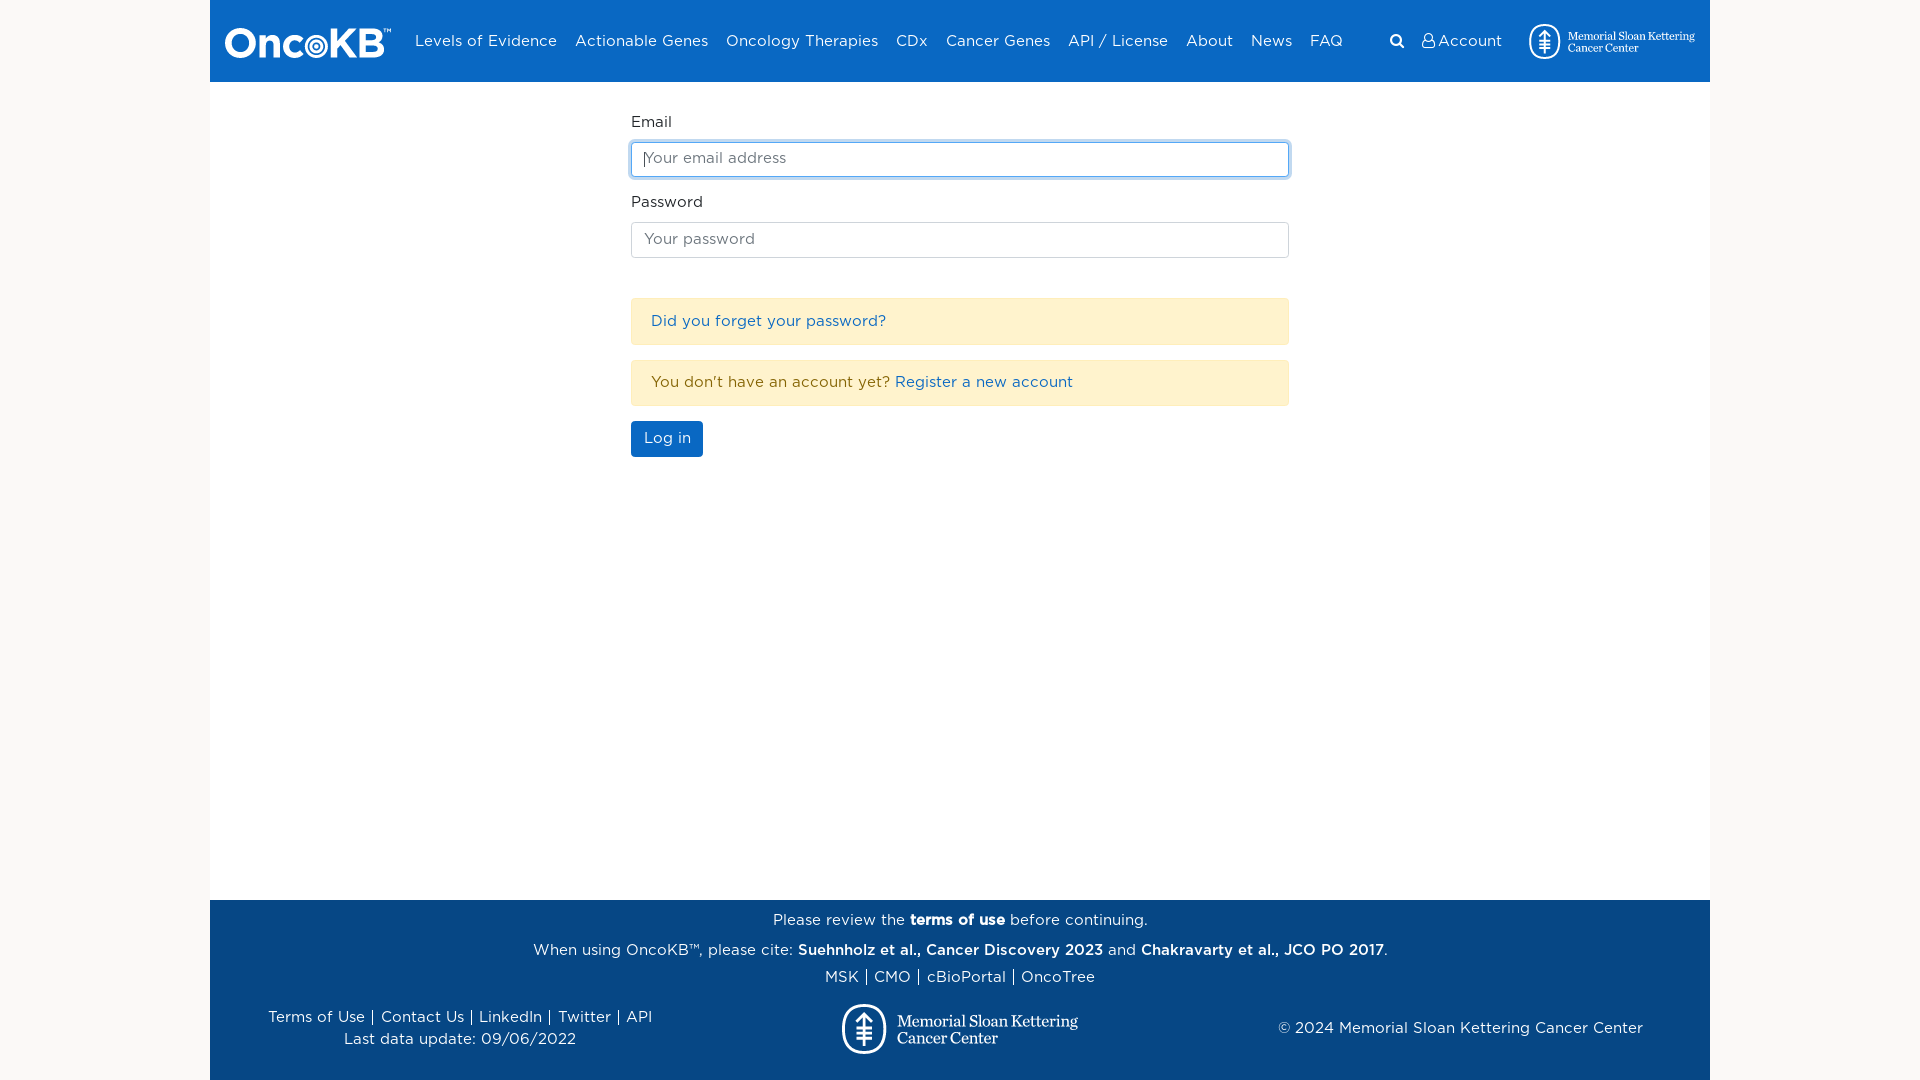 OncoKB™ Levels of Evidence Actionable Genes Oncology Therapies CDx Cancer Genes API / License About News FAQ Account Memorial Sloan Kettering
Cancer Center
Email
Your email address
Password
Your password
Did you forget your password?
You don't have an account yet? Register a new account
Log in
Please review the terms of use before continuing.
When using OncoKB™, please cite: Suehnholz et al., Cancer Discovery 2023 and Chakravarty et al., JCO PO 2017.
MSK | CMO | cBioPortal | OncoTree
Terms of Use | Contact Us | LinkedIn | Twitter | API
Last data update: 09/06/2022
Memorial Sloan Kettering
Cancer Center
© 2024 Memorial Sloan Kettering Cancer Center